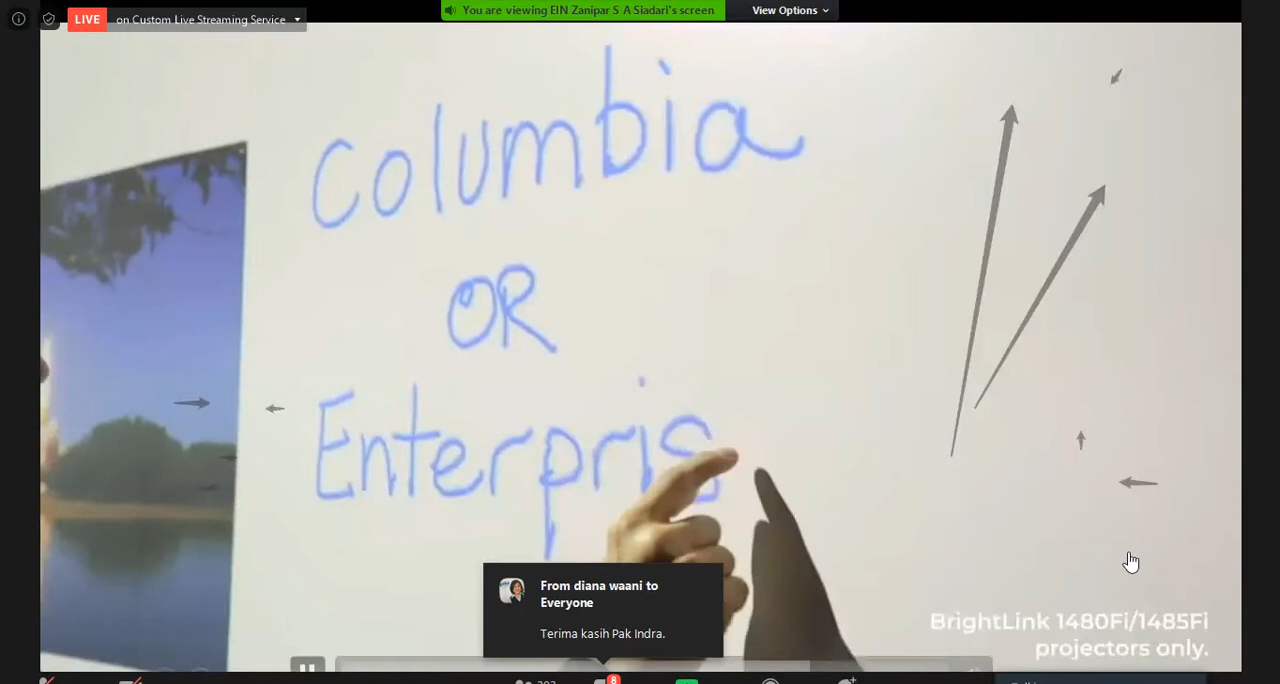 LIVE on Custom Live Streaming Service
You are viewing EIN Zanipar S A Siadari's screen
View Options
Columbia
OR
Enterpris
From diana waani to
Everyone
Terima kasih Pak Indra.
BrightLink 1480Fi/1485Fi
projectors only.
8